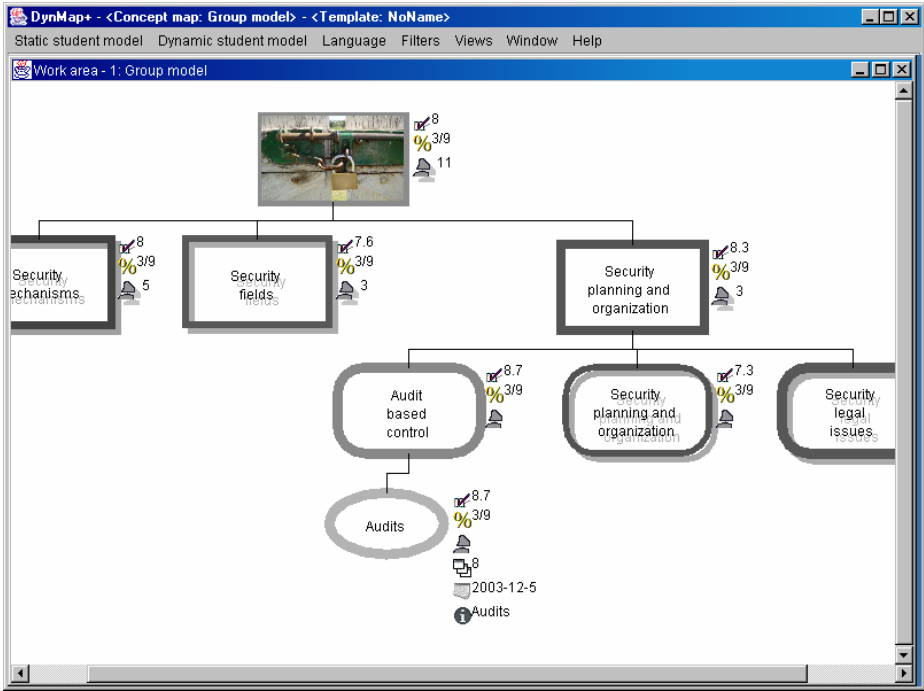 DynMap+ - <Concept map: Group model> - <Template: NoName>
Static student model Dynamic student model Language Filters Views Window Help
Work area - 1: Group model
8
%3/9
11
Security
echanisms
8
%3/9
5
Security
fields
7.6
%3/9
3
Security
planning and
organization
8.3
%3/9
3
Audit
based
control
8.7
%3/9
Security
planning and
organization
7.3
%3/9
Security
legal
issues
Audits
8.7
%3/9
8
2003-12-5
Audits